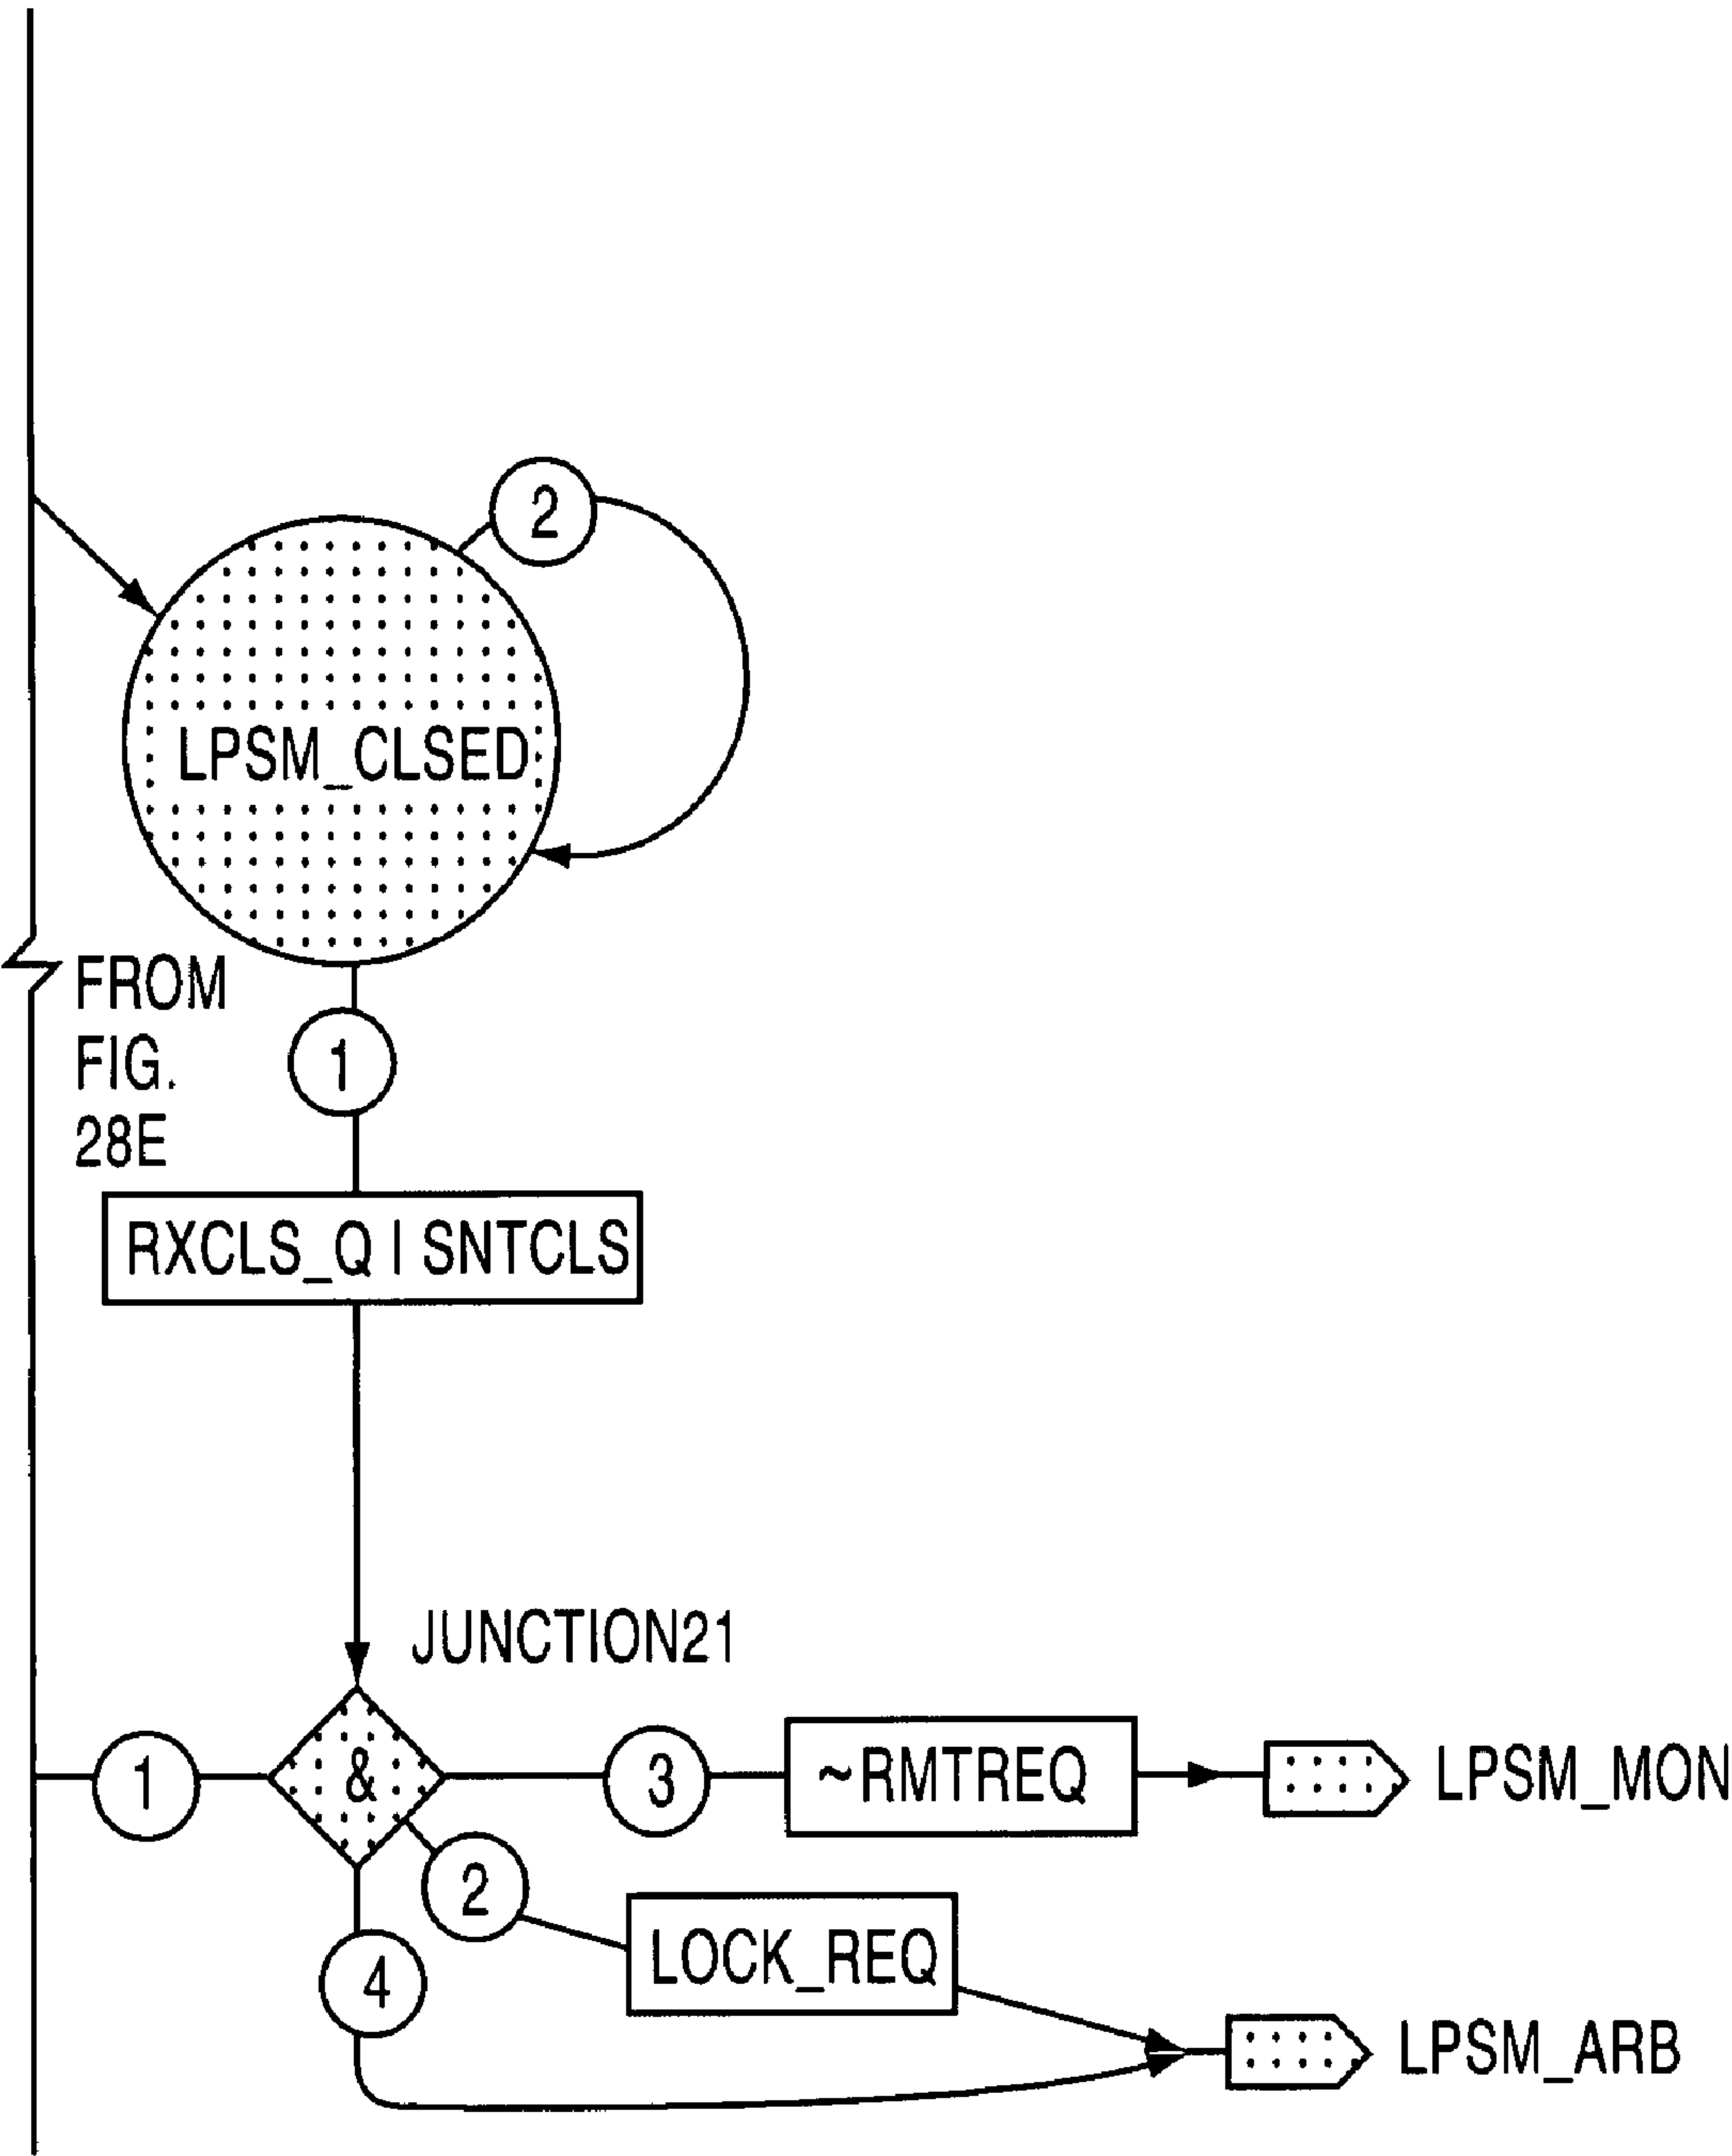 2
LPSM_CLSED
FROM
FIG.
28E
1
RXCLS_Q | SNTCLS
JUNCTION21
1
&
3
~RMTREQ
LPSM_MON
2
LOCK_REQ
4
LPSM_ARB